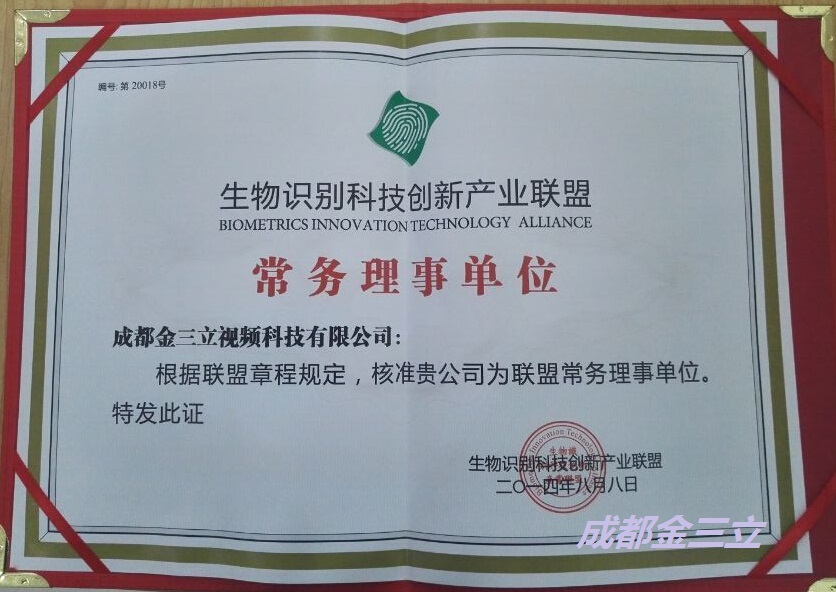 编号: 第 20018号
生物识别科技创新产业联盟
BIOMETRICS INNOVATION TECHNOLOGY ALLIANCE
常务理事单位
成都金三立视频科技有限公司:
根据联盟章程规定，核准贵公司为联盟常务理事单位。
特发此证
生物识别科技创新产业联盟
二〇一四年八月八日
成都金三立